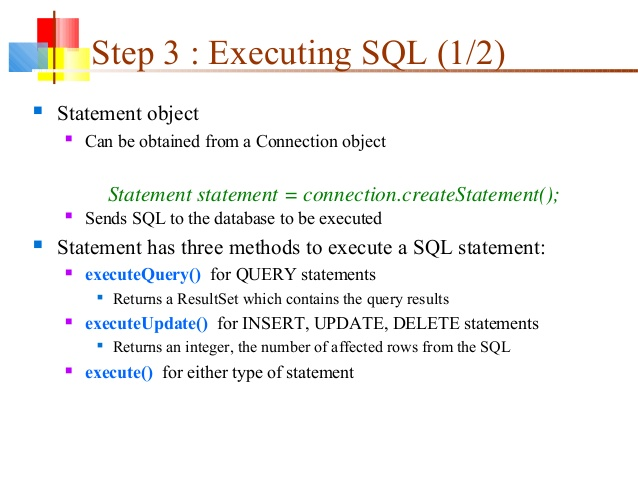 Step 3 : Executing SQL (1/2)
Statement object
Can be obtained from a Connection object
Statement statement = connection.createStatement();
Sends SQL to the database to be executed
Statement has three methods to execute a SQL statement:
executeQuery() for QUERY statements
Returns a ResultSet which contains the query results
executeUpdate() for INSERT, UPDATE, DELETE statements
Returns an integer, the number of affected rows from the SQL
execute() for either type of statement